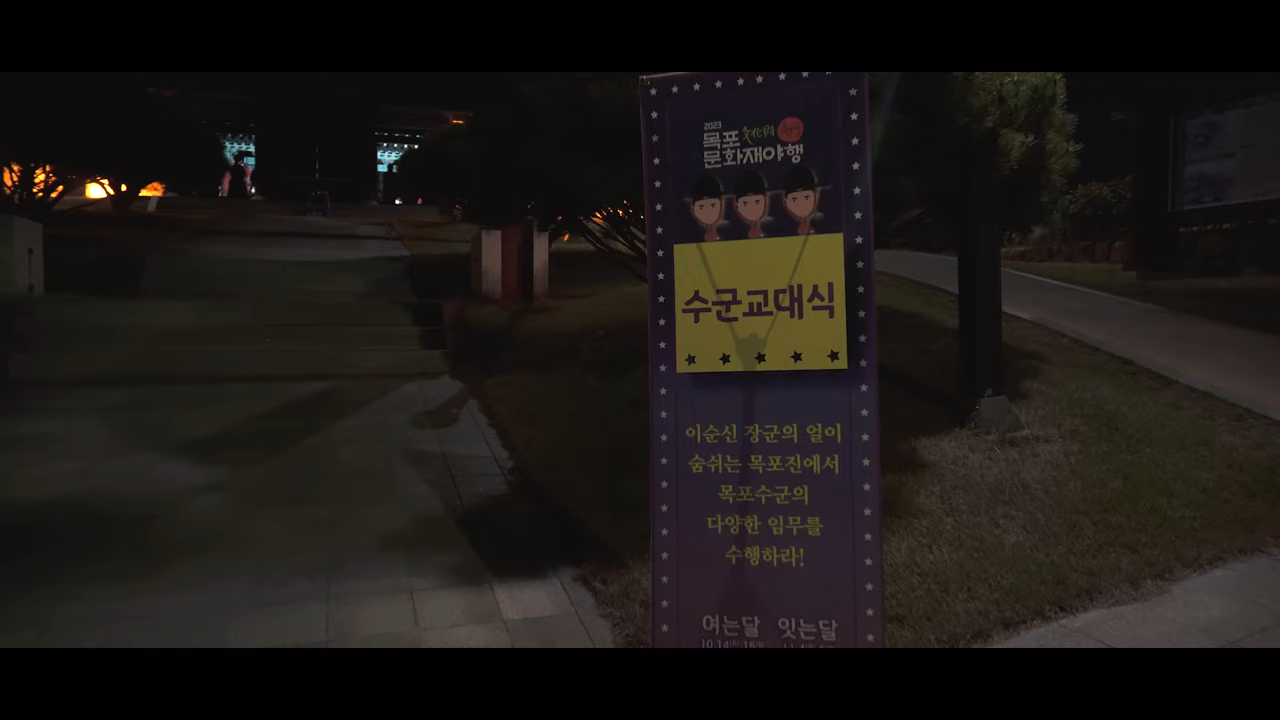 2023
목포
문화재야행
수군교대식
이순신 장군의 얼이
숨쉬는 목포진에서
목포수군의
다양한 임무를
수행하라!
여는달 잇는달